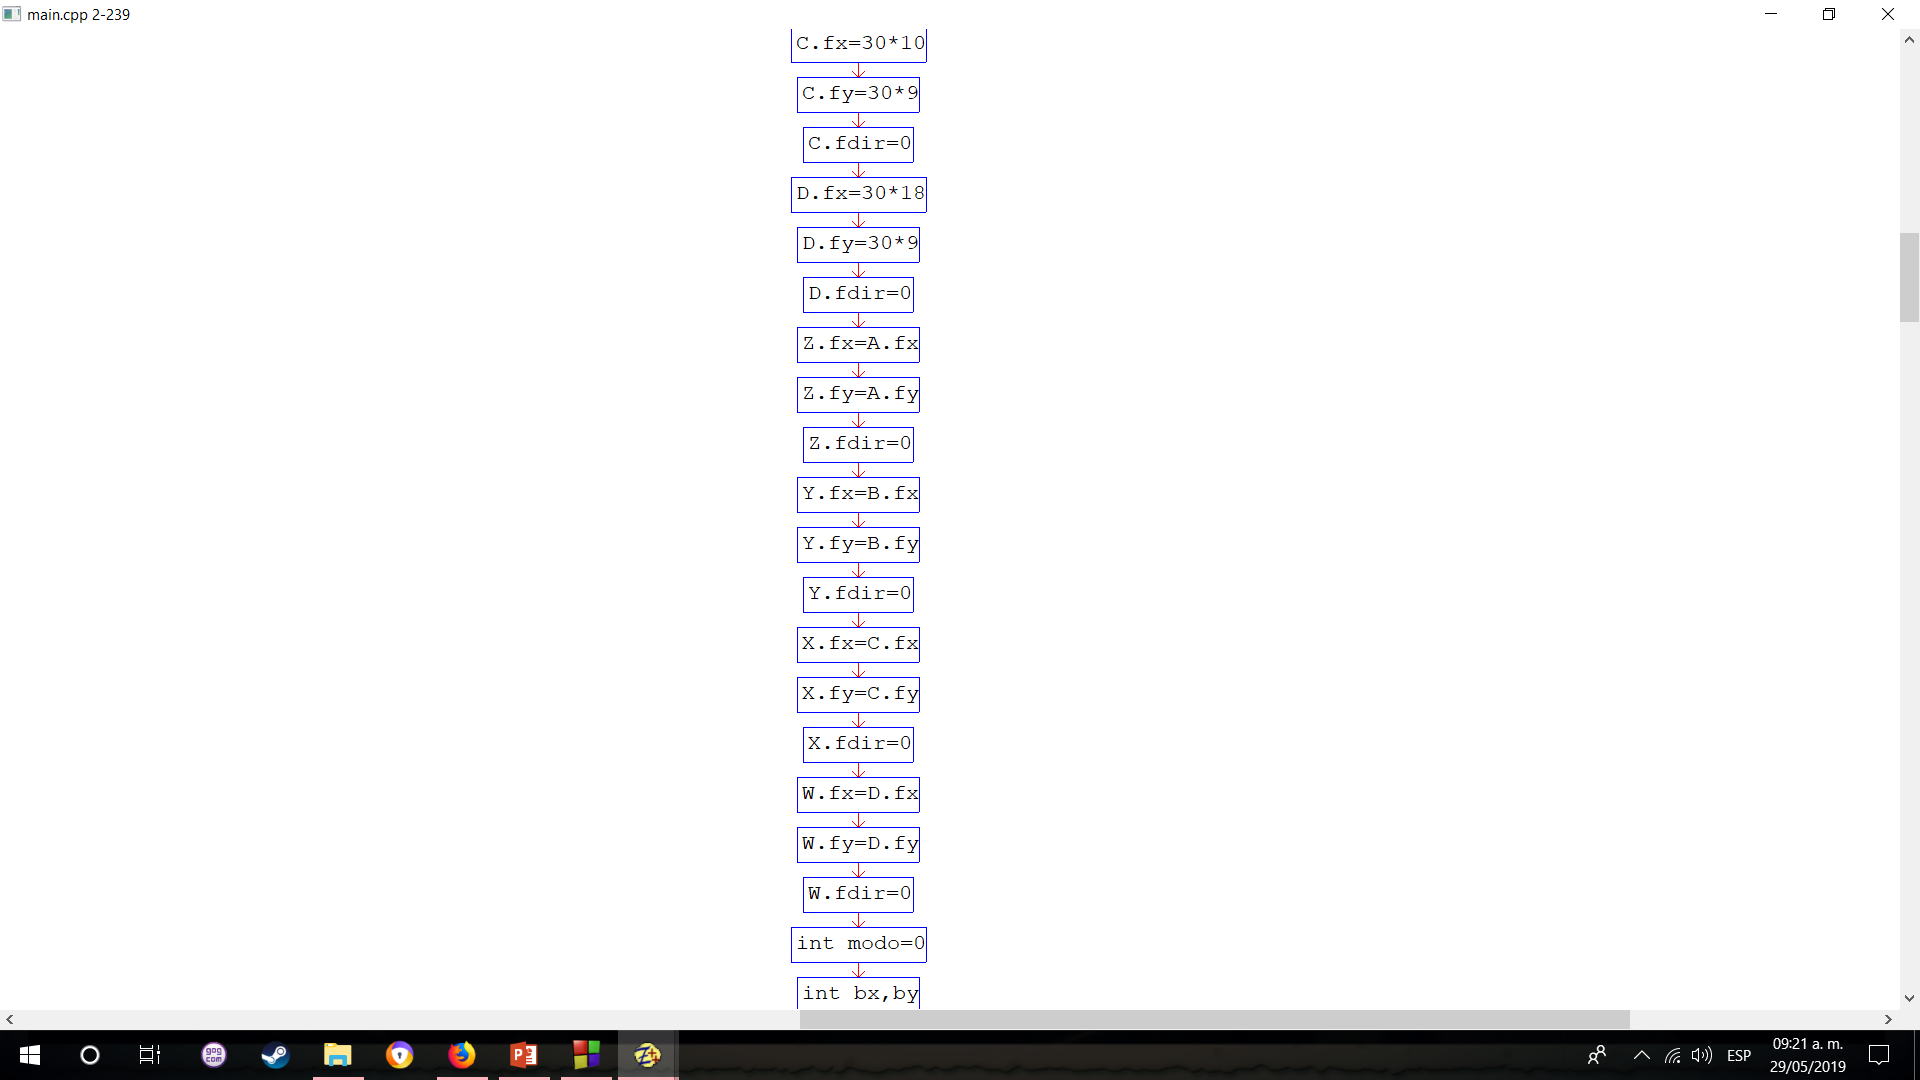 main.cpp 2-239
C.fx=30*10
C.fy=30*9
C.fdir=0
D.fx=30*18
D.fy=30*9
D.fdir=0
Z.fx=A.fx
Z.fy=A.fy
Z.fdir=0
Y.fx=B.fx
Y.fy=B.fy
Y.fdir=0
X.fx=C.fx
X.fy=C.fy
X.fdir=0
W.fx=D.fx
W.fy=D.fy
W.fdir=0
int modo=0
int bx,by
gog
com
ESP
09:21 a. m.
29/05/2019